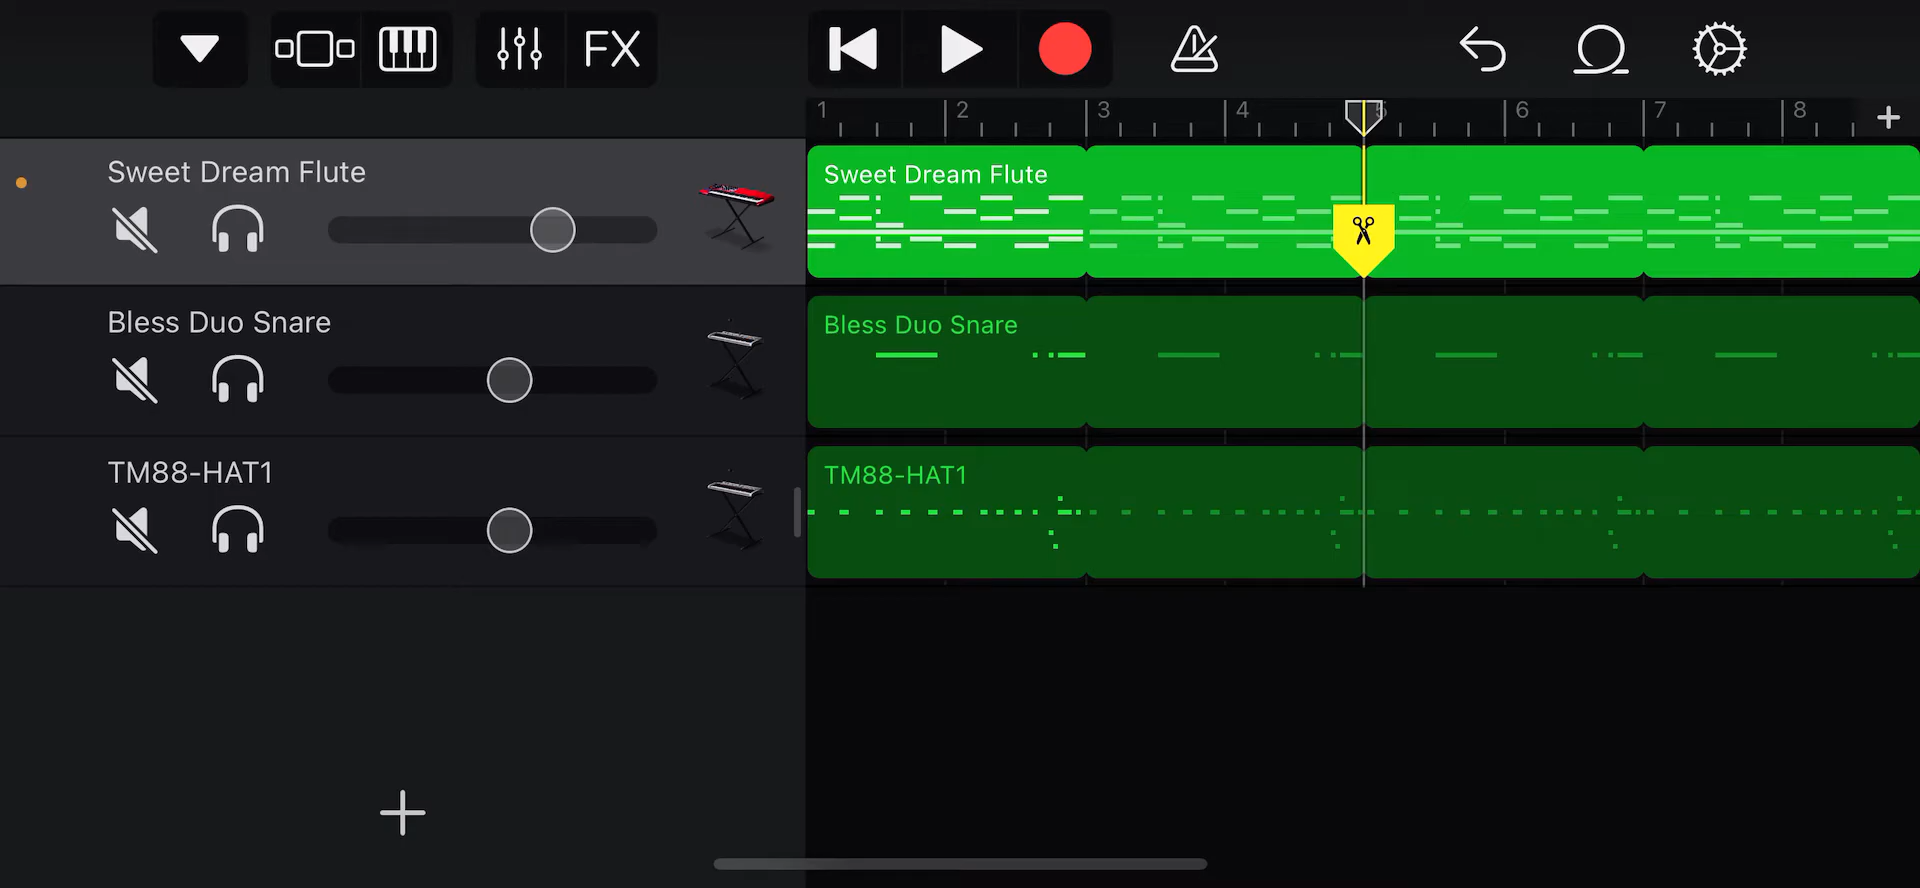 FX
1 2 3 4 5 6 7 8
Sweet Dream Flute
Sweet Dream Flute
Bless Duo Snare
Bless Duo Snare
TM88-HAT1
TM88-HAT1